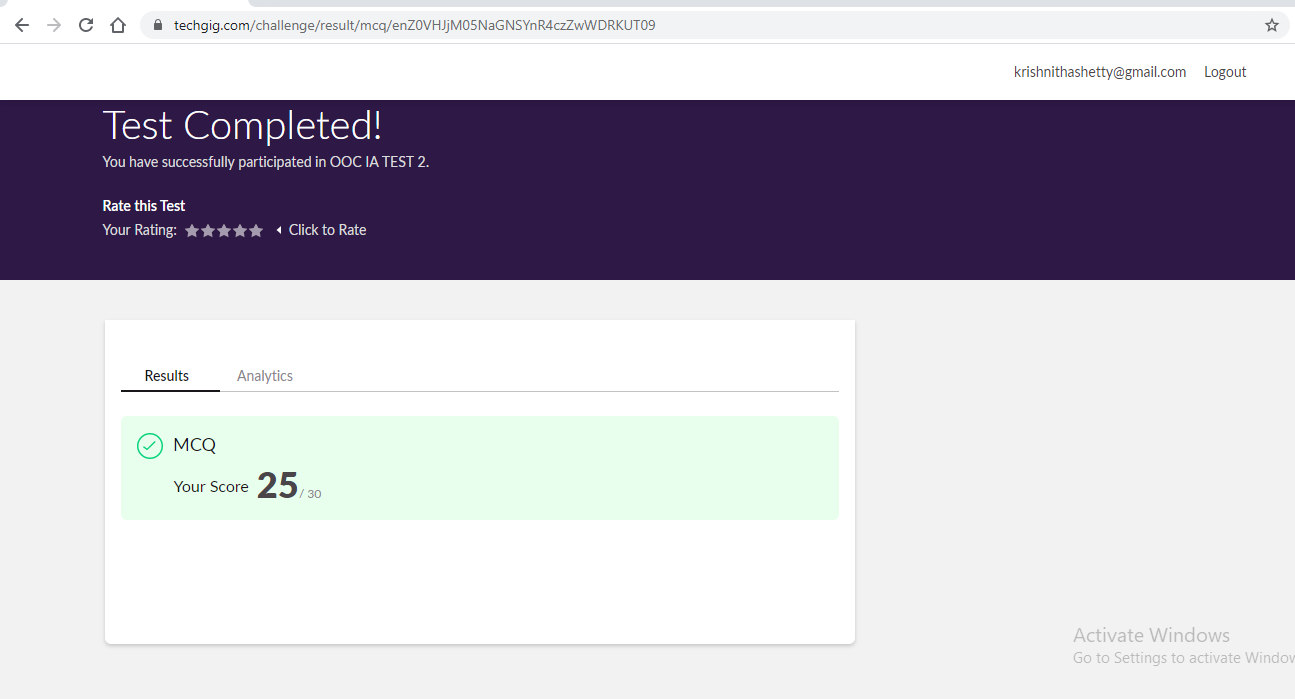 techgig.com/challenge/result/mcq/enZ0VHJjM05NaGNSYnR4czZwWDRKUT09
krishnithashetty@gmail.com Logout
Test Completed!
You have successfully participated in OOC IA TEST 2.
Rate this Test
Your Rating: Click to Rate
Results Analytics
MCQ
Your Score 25 / 30
Activate Windows
Go to Settings to activate Window